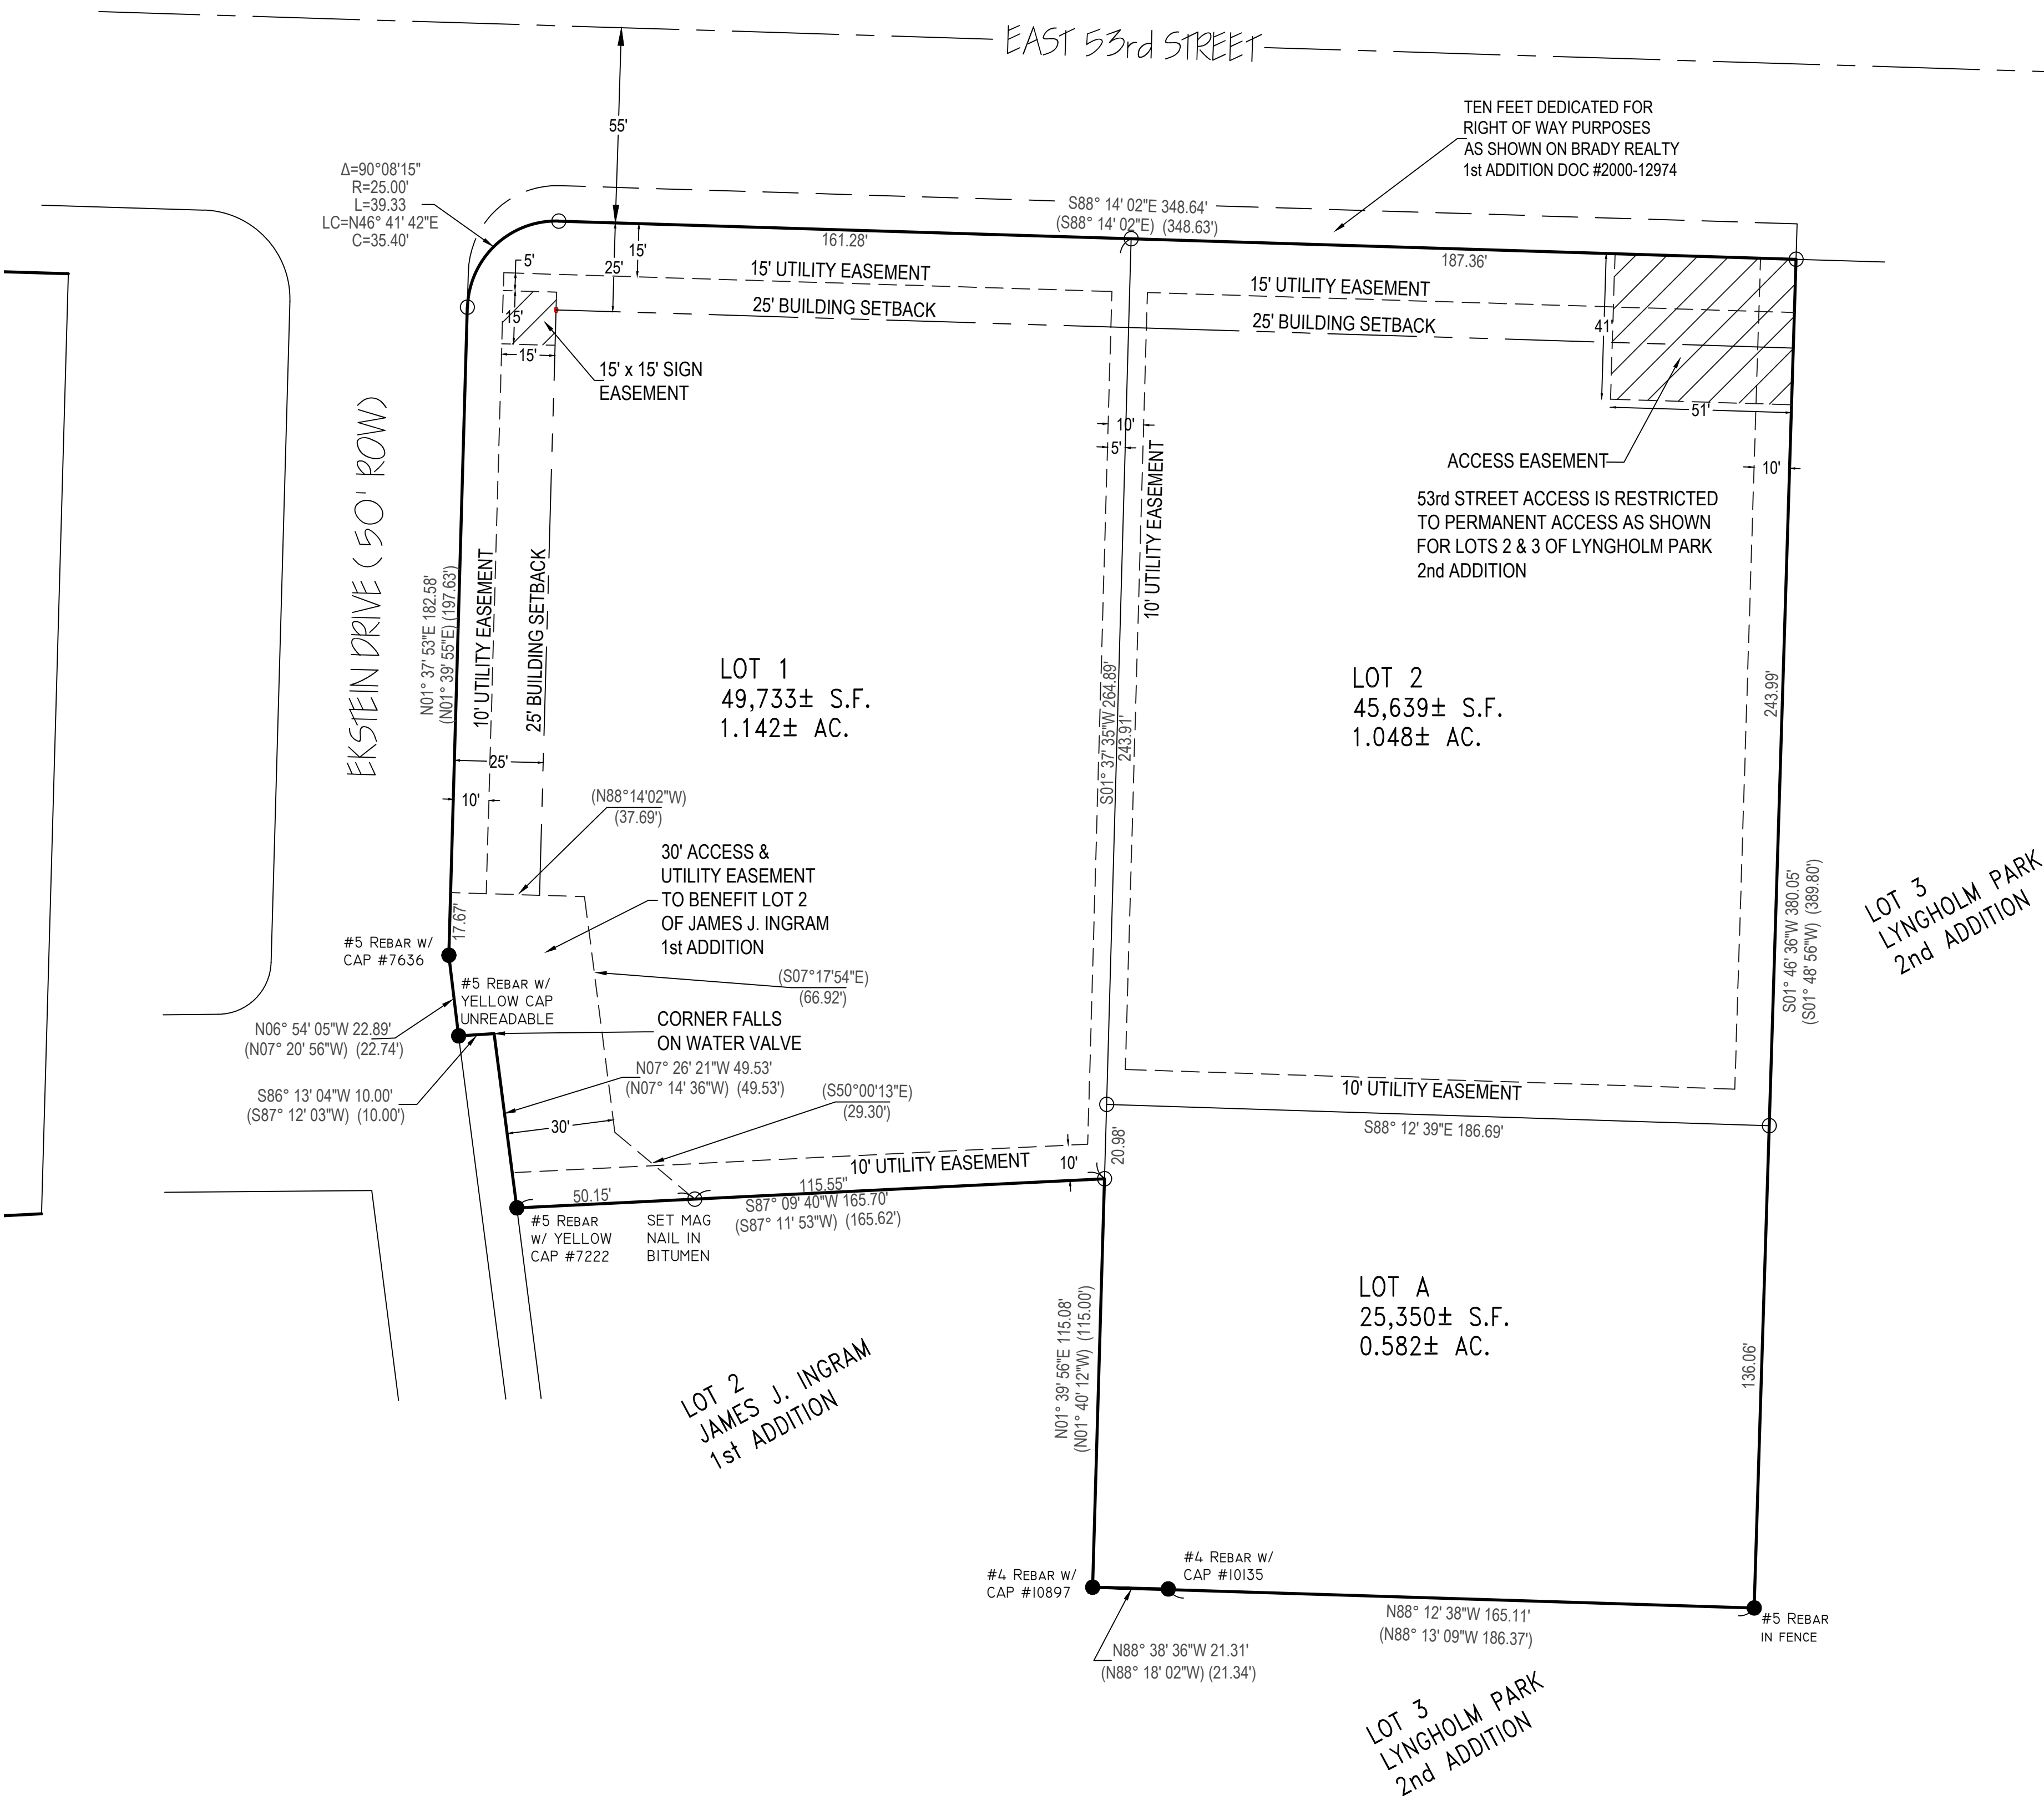 EAST 53rd STREET
55'
TEN FEET DEDICATED FOR
RIGHT OF WAY PURPOSES
AS SHOWN ON BRADY REALTY
1st ADDITION DOC #2000-12974
Δ=90°08'15"
R=25.00'
L=39.33
LC=N46° 41' 42"E
C=35.40'
S88° 14' 02"E 348.64'
(S88° 14' 02"E) (348.63')
161.28'
187.36'
15'
25'
5'
15' UTILITY EASEMENT
25' BUILDING SETBACK
15' UTILITY EASEMENT
25' BUILDING SETBACK
15'
15'
15' x 15' SIGN
EASEMENT
41'
51'
ACCESS EASEMENT
10'
53rd STREET ACCESS IS RESTRICTED
TO PERMANENT ACCESS AS SHOWN
FOR LOTS 2 & 3 OF LYNGHOLM PARK
2nd ADDITION
10'
5'
10' UTILITY EASEMENT
EKSTEIN DRIVE (50' ROW)
N01° 37' 53"E 182.58'
(N01° 39' 55"E) (197.63')
10' UTILITY EASEMENT
25' BUILDING SETBACK
LOT 1
49,733± S.F.
1.142± AC.
S01° 37' 35"W 264.89'
243.91'
LOT 2
45,639± S.F.
1.048± AC.
243.99'
25'
10'
(N88°14'02"W)
(37.69')
30' ACCESS &
UTILITY EASEMENT
TO BENEFIT LOT 2
OF JAMES J. INGRAM
1st ADDITION
17.67'
#5 REBAR W/
CAP #7636
#5 REBAR W/
YELLOW CAP
UNREADABLE
(S07°17'54"E)
(66.92')
CORNER FALLS
ON WATER VALVE
N06° 54' 05"W 22.89'
(N07° 20' 56"W) (22.74')
N07° 26' 21"W 49.53'
(N07° 14' 36"W) (49.53')
S86° 13' 04"W 10.00'
(S87° 12' 03"W) (10.00')
(S50°00'13"E)
(29.30')
30'
S01° 46' 36"W 380.05'
(S01° 48' 56"W) (389.80')
LOT 3
LYNGHOLM PARK
2nd ADDITION
10' UTILITY EASEMENT
S88° 12' 39"E 186.69'
20.98'
10' UTILITY EASEMENT
10'
50.15'
115.55"
S87° 09' 40"W 165.70'
(S87° 11' 53"W) (165.62')
#5 REBAR
W/ YELLOW
CAP #7222
SET MAG
NAIL IN
BITUMEN
LOT A
25,350± S.F.
0.582± AC.
N01° 39' 56"E 115.08'
(N01° 40' 12"W) (115.00')
136.06'
LOT 2
JAMES J. INGRAM
1st ADDITION
#4 REBAR W/
CAP #10897
#4 REBAR W/
CAP #10135
N88° 12' 38"W 165.11'
(N88° 13' 09"W 186.37')
#5 REBAR
IN FENCE
N88° 38' 36"W 21.31'
(N88° 18' 02"W) (21.34')
LOT 3
LYNGHOLM PARK
2nd ADDITION